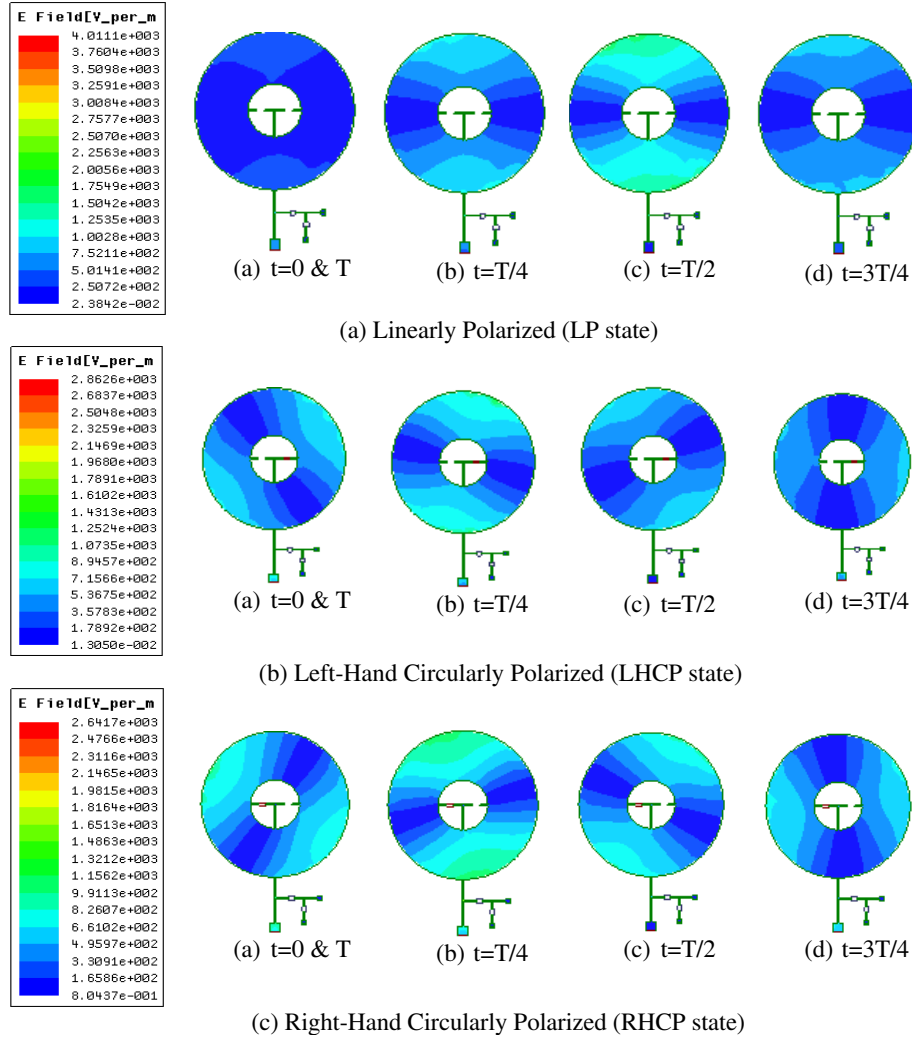 E Field[V_per_m
4.0111e+003
3.7604e+003
3.5098e+003
3.2591e+003
3.0084e+003
2.7577e+003
2.5070e+003
2.2563e+003
2.0056e+003
1.7549e+003
1.5042e+003
1.2535e+003
1.0028e+003
7.5211e+002
5.0141e+002
2.5072e+002
2.3842e-002
(a) t=0 & T
(b) t=T/4
(c) t=T/2
(d) t=3T/4
(a) Linearly Polarized (LP state)
E Field[V_per_m
2.8626e+003
2.6837e+003
2.5048e+003
2.3259e+003
2.1469e+003
1.9680e+003
1.7891e+003
1.6102e+003
1.4313e+003
1.2524e+003
1.0735e+003
8.9457e+002
7.1566e+002
5.3675e+002
3.5783e+002
1.7892e+002
1.3050e-002
(a) t=0 & T
(b) t=T/4
(c) t=T/2
(d) t=3T/4
(b) Left-Hand Circularly Polarized (LHCP state)
E Field[V_per_m
2.6417e+003
2.4766e+003
2.3116e+003
2.1465e+003
1.9815e+003
1.8164e+003
1.6513e+003
1.4863e+003
1.3212e+003
1.1562e+003
9.9113e+002
8.2607e+002
6.6102e+002
4.9597e+002
3.3091e+002
1.6586e+002
8.0437e-001
(a) t=0 & T
(b) t=T/4
(c) t=T/2
(d) t=3T/4
(c) Right-Hand Circularly Polarized (RHCP state)